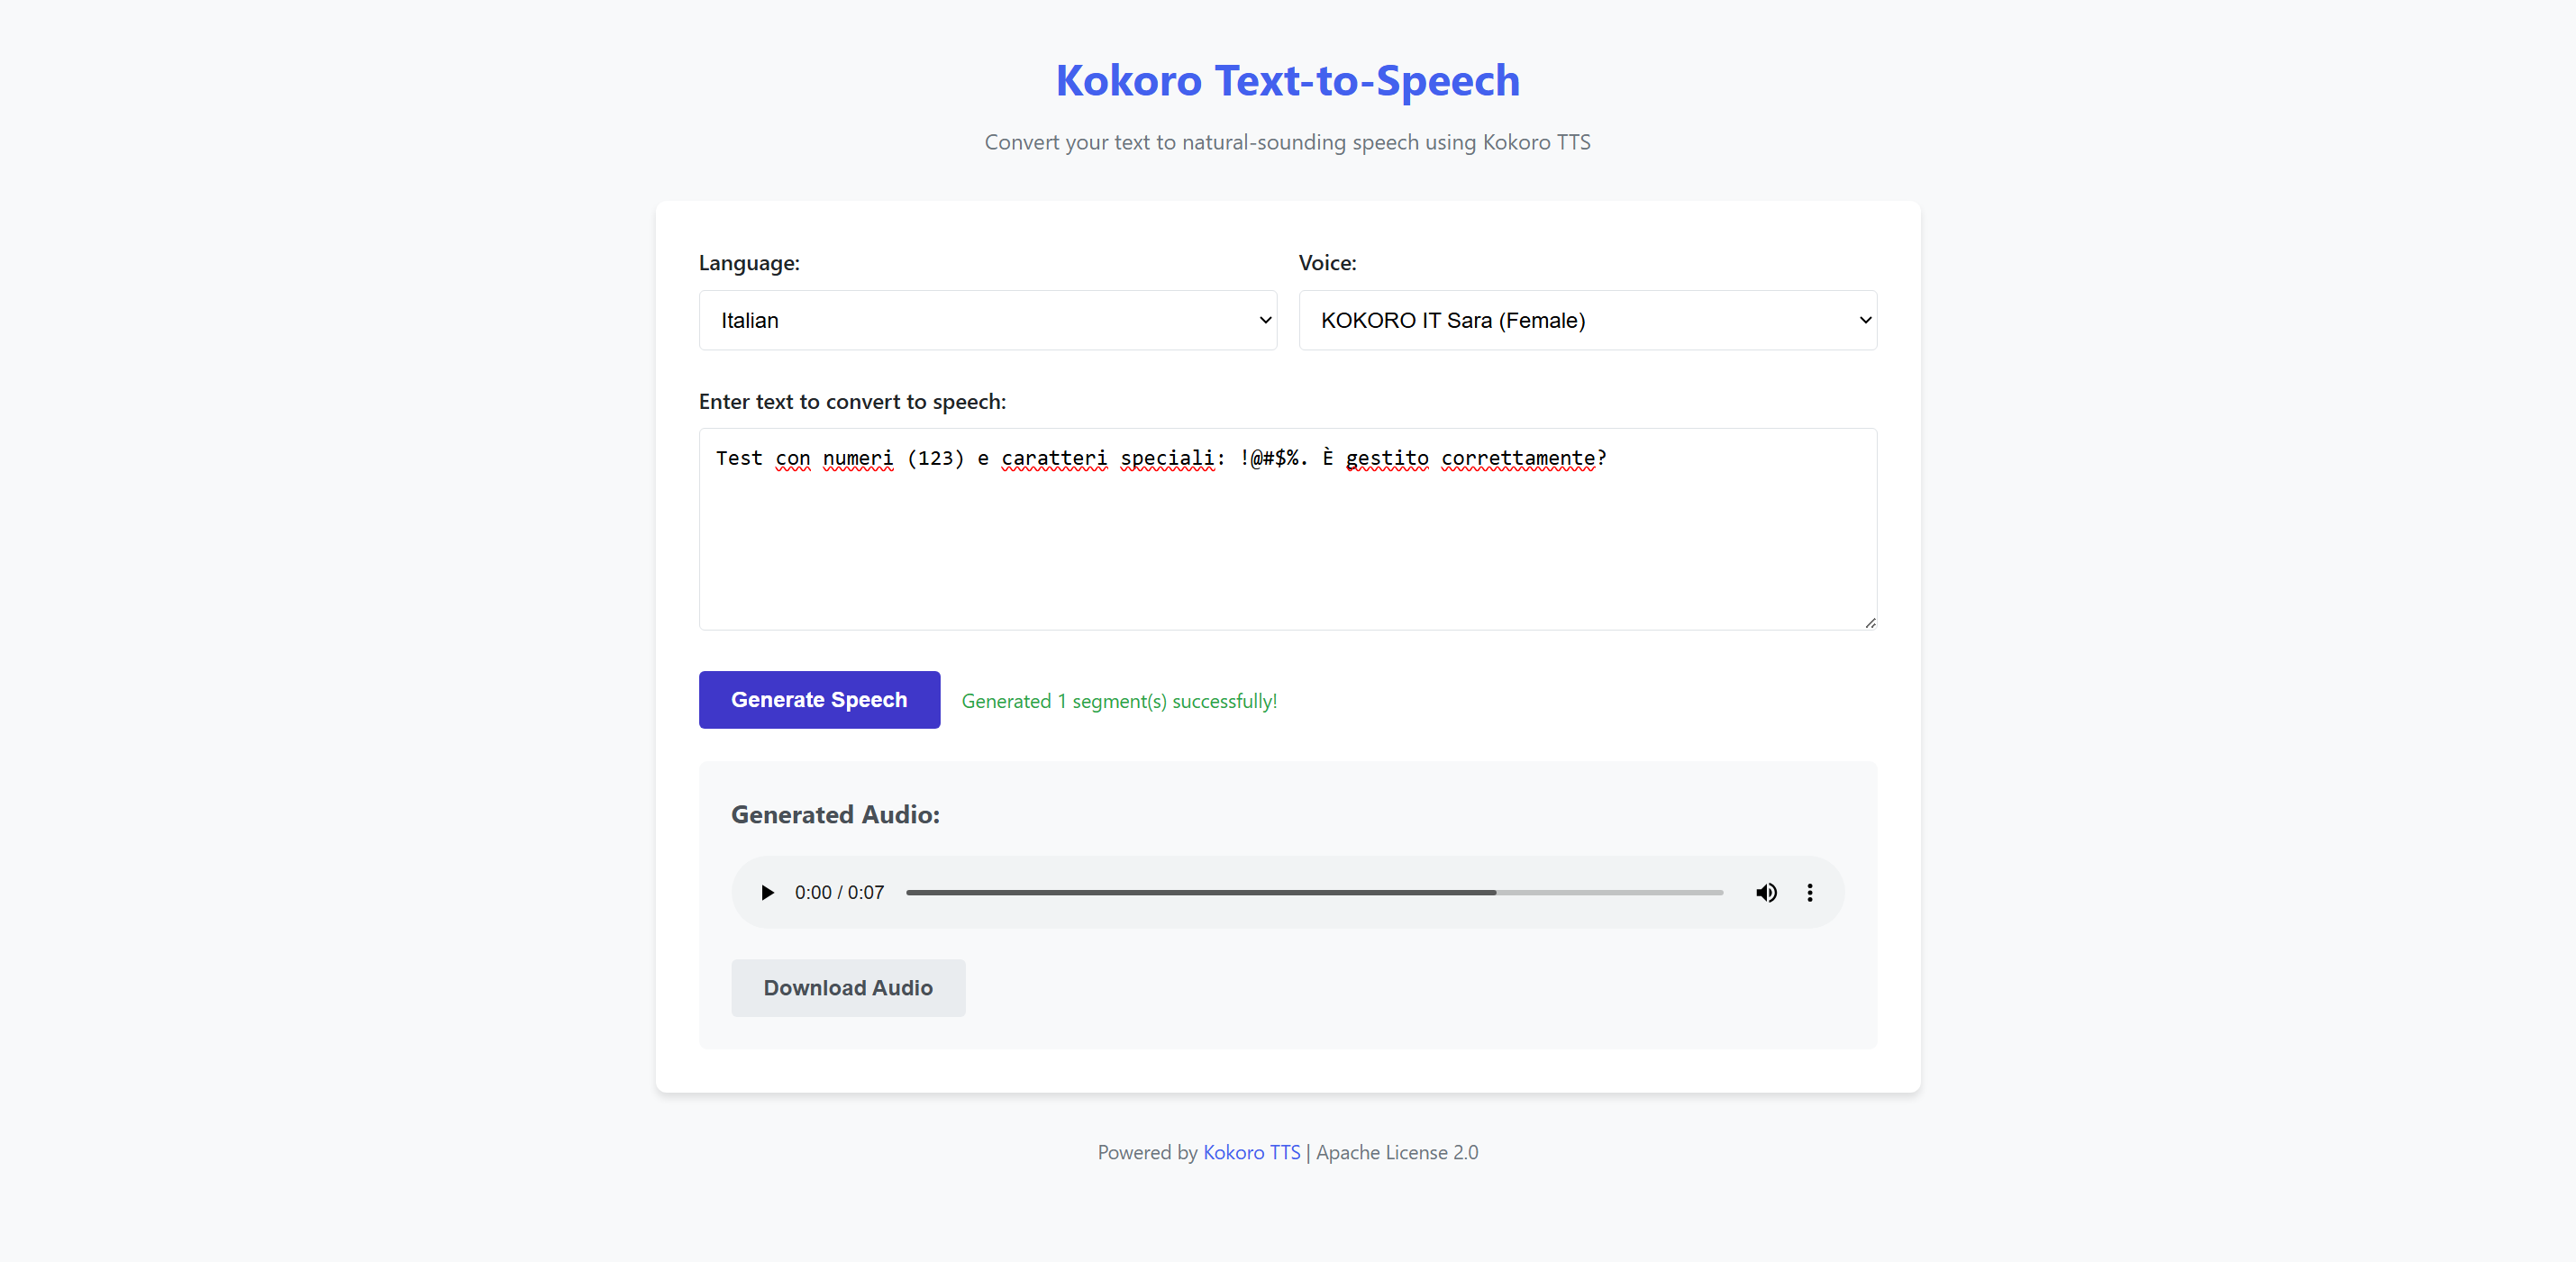 Kokoro Text-to-Speech
Convert your text to natural-sounding speech using Kokoro TTS
Language:
Voice:
Italian
KOKORO IT Sara (Female)
Enter text to convert to speech:
Test con numeri (123) e caratteri speciali: !@#$%. È gestito correttamente?
Generate Speech
Generated 1 segment(s) successfully!
Generated Audio:
0:00 / 0:07
Download Audio
Powered by Kokoro TTS | Apache License 2.0